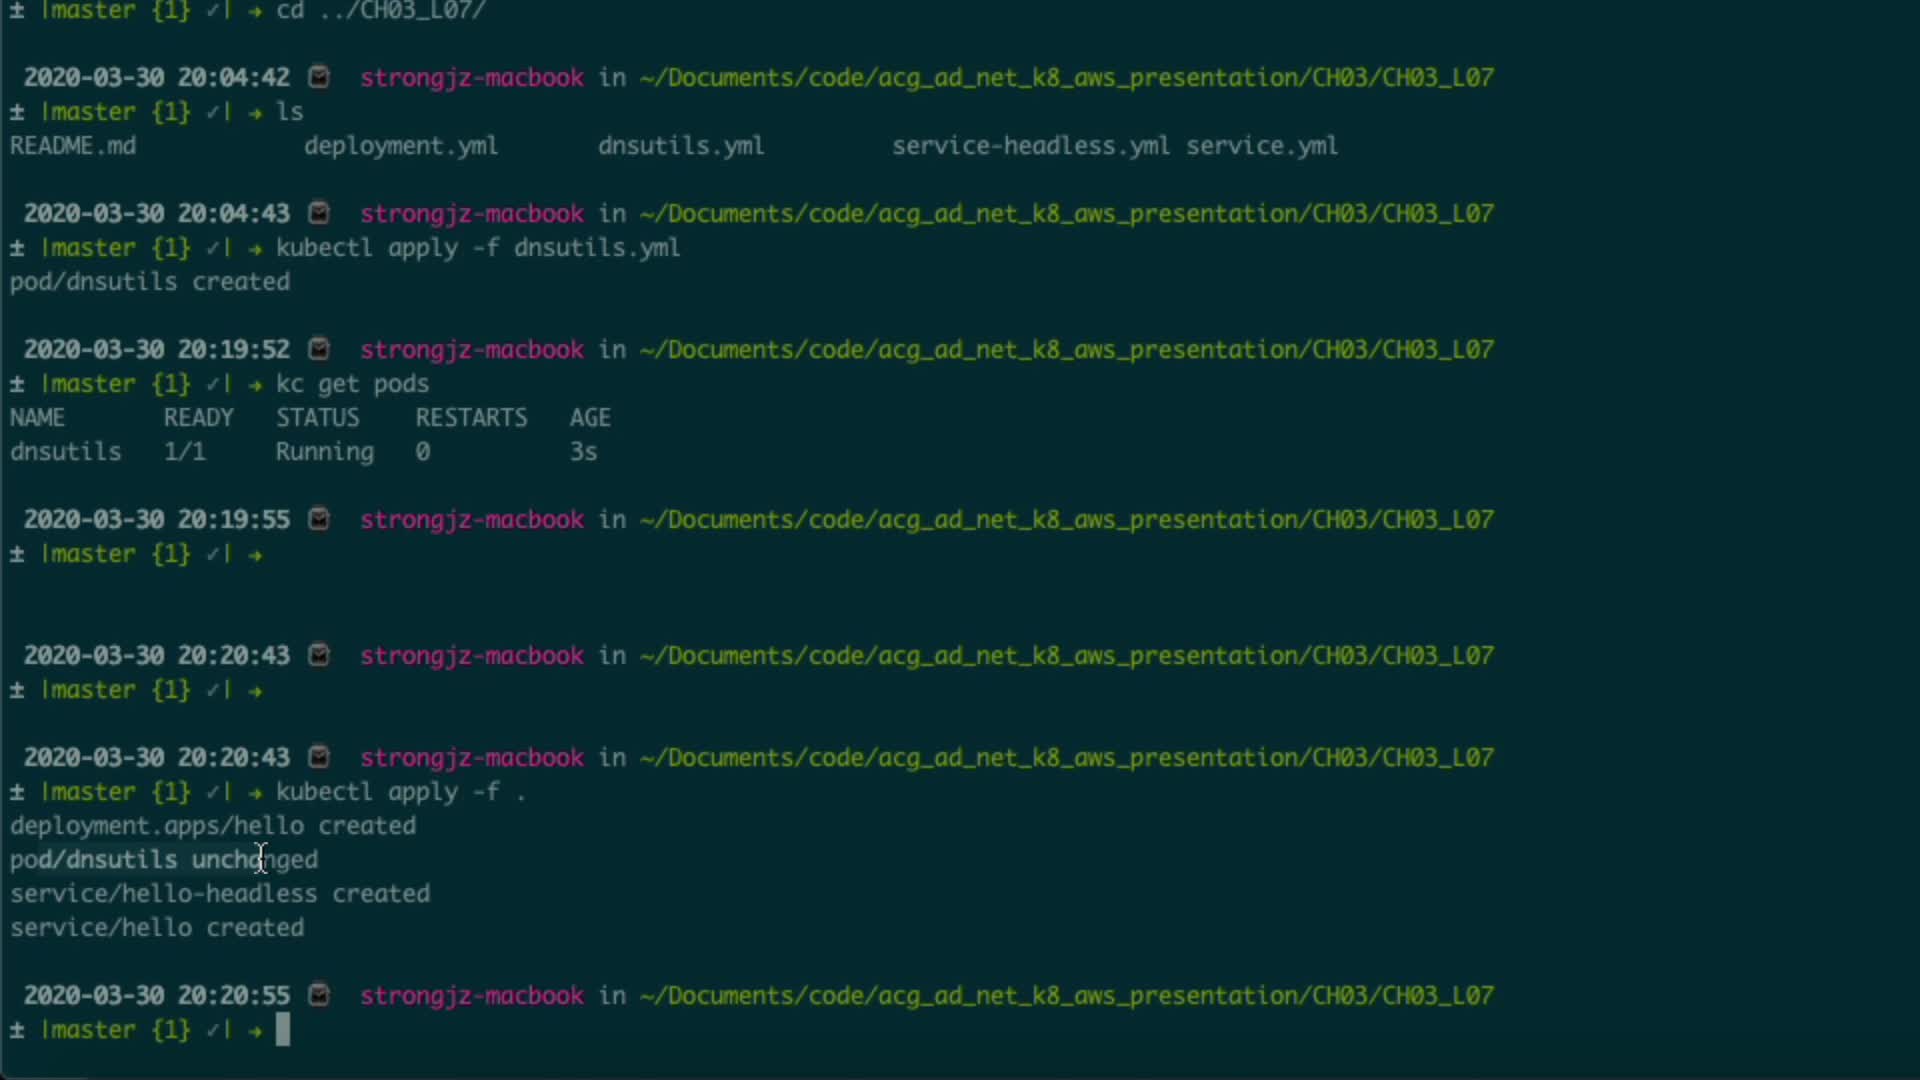 ± |master {1} ✓| → cd ../CH03_L07/
2020-03-30 20:04:42 strongjz-macbook in ~/Documents/code/acg_ad_net_k8_aws_presentation/CH03/CH03_L07
± |master {1} ✓| → ls
README.md deployment.yml dnsutils.yml service-headless.yml service.yml
2020-03-30 20:04:43 strongjz-macbook in ~/Documents/code/acg_ad_net_k8_aws_presentation/CH03/CH03_L07
± |master {1} ✓| → kubectl apply -f dnsutils.yml
pod/dnsutils created
2020-03-30 20:19:52 strongjz-macbook in ~/Documents/code/acg_ad_net_k8_aws_presentation/CH03/CH03_L07
± |master {1} ✓| → kc get pods
NAME READY STATUS RESTARTS AGE
dnsutils 1/1 Running 0 3s
2020-03-30 20:19:55 strongjz-macbook in ~/Documents/code/acg_ad_net_k8_aws_presentation/CH03/CH03_L07
± |master {1} ✓| →
2020-03-30 20:20:43 strongjz-macbook in ~/Documents/code/acg_ad_net_k8_aws_presentation/CH03/CH03_L07
± |master {1} ✓| →
2020-03-30 20:20:43 strongjz-macbook in ~/Documents/code/acg_ad_net_k8_aws_presentation/CH03/CH03_L07
± |master {1} ✓| → kubectl apply -f .
deployment.apps/hello created
pod/dnsutils unchanged
service/hello-headless created
service/hello created
2020-03-30 20:20:55 strongjz-macbook in ~/Documents/code/acg_ad_net_k8_aws_presentation/CH03/CH03_L07
± |master {1} ✓| →